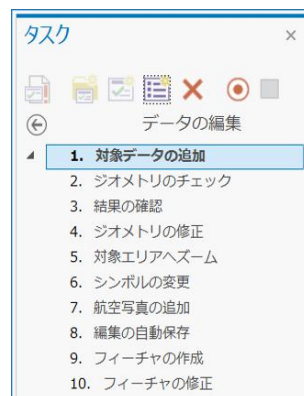 タスク
データの編集
1. 対象データの追加
2. ジオメトリのチェック
3. 結果の確認
4. ジオメトリの修正
5. 対象エリアへズーム
6. シンボルの変更
7. 航空写真の追加
8. 編集の自動保存
9. フィーチャの作成
10. フィーチャの修正